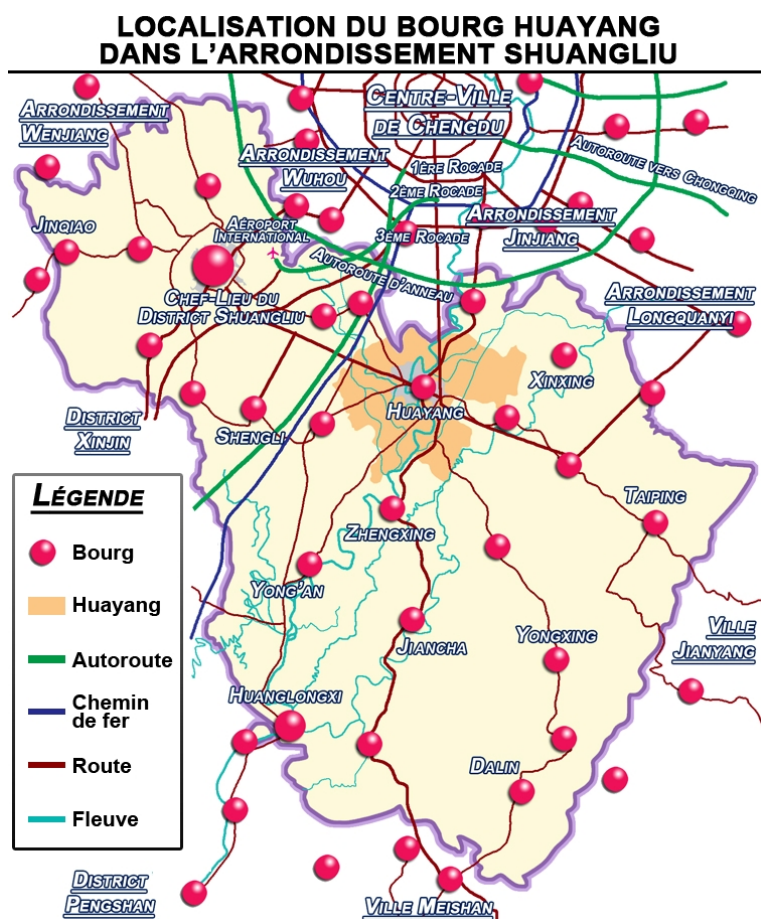 LOCALISATION DU BOURG HUAYANG
DANS L'ARRONDISSEMENT SHUANGLIU
ARRONDISSEMENT
WENJIANG
CENTRE-VILLE
DE CHENGDU
ARRONDISSEMENT
WUHOU
1ÈRE ROCADE
2ÈME ROCADE
3ÈME ROCADE
AUTOROUTE VERS CHONGQING
ARRONDISSEMENT
JINJIANG
JINQIAO
AÉROPORT
INTERNATIONAL
AUTOROUTE D'ANNEAU
CHEF-LIEU DU
DISTRICT SHUANGLIU
ARRONDISSEMENT
LONGQUANYI
XINXING
HUAYANG
DISTRICT
XINJIN
SHENGLI
TAIPING
ZHENGXING
YONG'AN
JIANCHA
YONGXING
VILLE
JIANYANG
HUANGLONGXI
DALIN
DISTRICT
PENGSHAN
VILLE MEISHAN
LÉGENDE
Bourg
Huayang
Autoroute
Chemin
de fer
Route
Fleuve